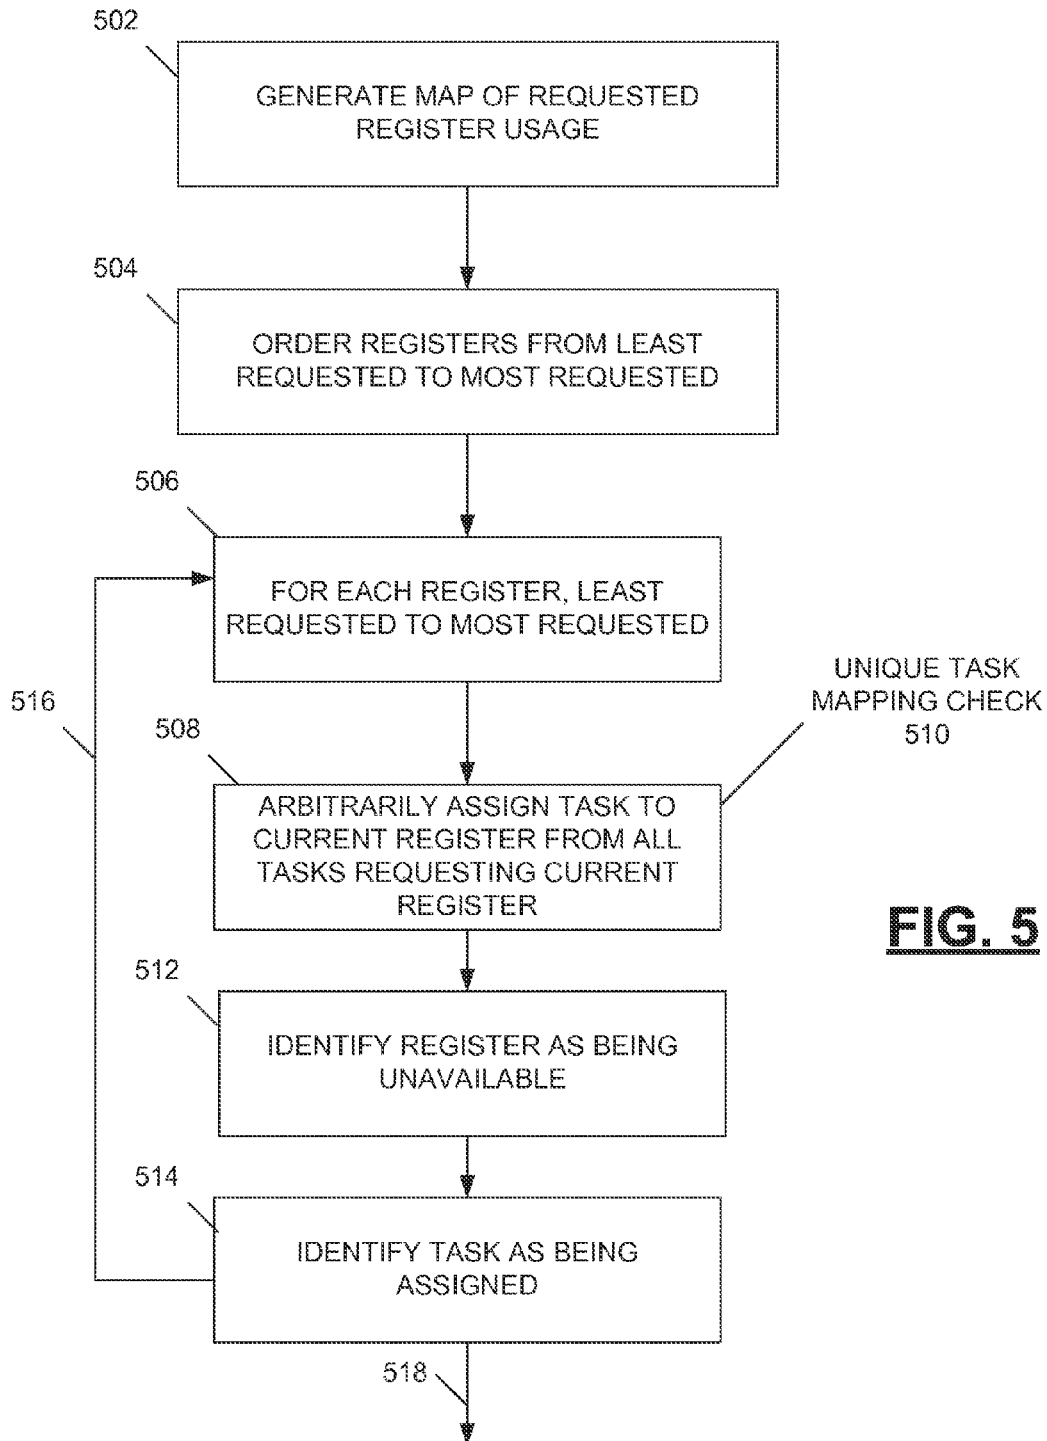 502
GENERATE MAP OF REQUESTED
REGISTER USAGE
504
ORDER REGISTERS FROM LEAST
REQUESTED TO MOST REQUESTED
506
FOR EACH REGISTER, LEAST
REQUESTED TO MOST REQUESTED
516
508
UNIQUE TASK
MAPPING CHECK
510
ARBITRARILY ASSIGN TASK TO
CURRENT REGISTER FROM ALL
TASKS REQUESTING CURRENT
REGISTER
FIG. 5
512
IDENTIFY REGISTER AS BEING
UNAVAILABLE
514
IDENTIFY TASK AS BEING
ASSIGNED
518